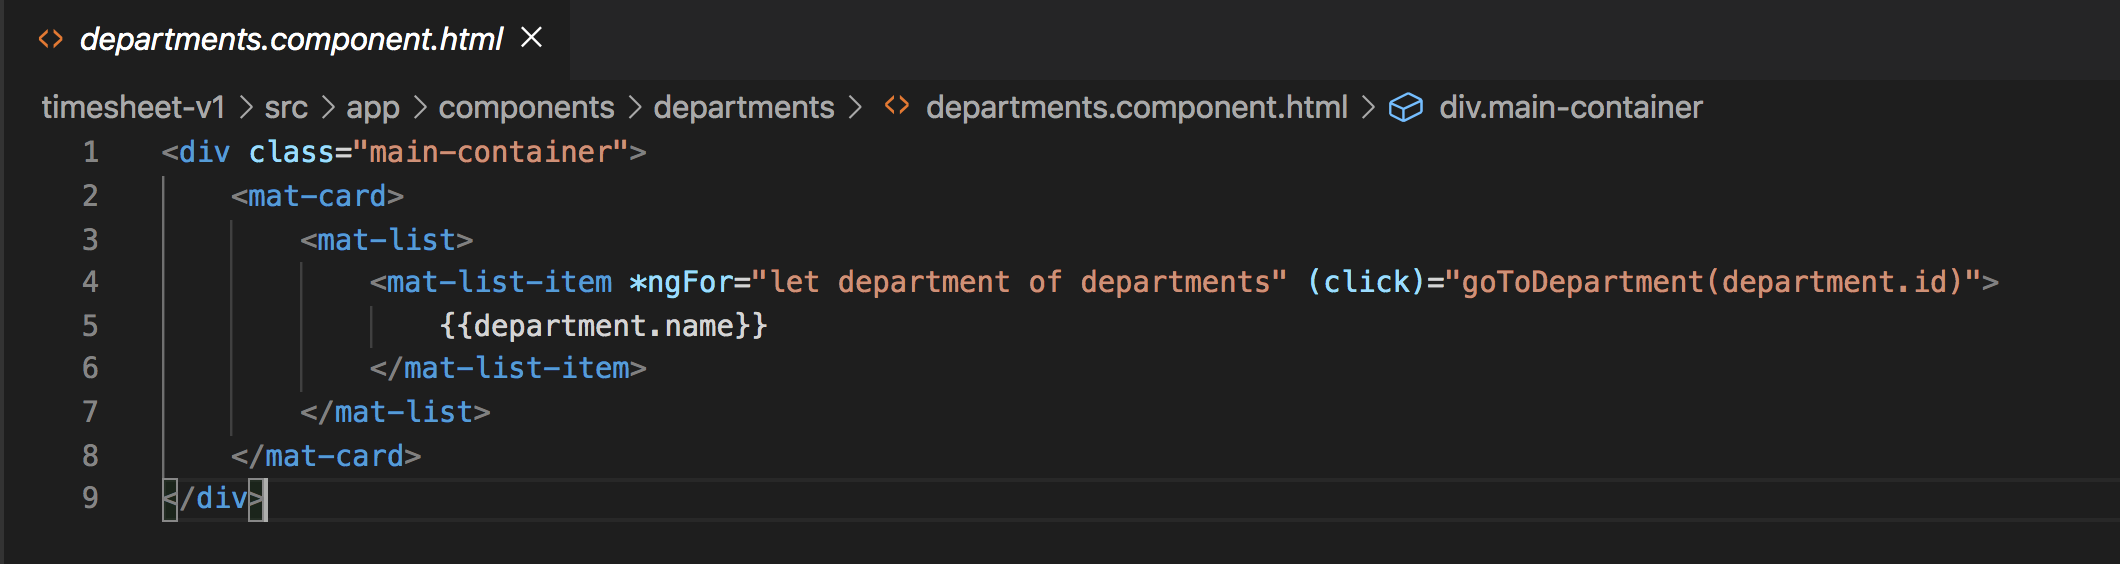 departments.component.html
timesheet-v1 > src > app > components > departments > departments.component.html > div.main-container
1 <div class="main-container">
2     <mat-card>
3         <mat-list>
4             <mat-list-item *ngFor="let department of departments" (click)="goToDepartment(department.id)">
5                 {{department.name}}
6             </mat-list-item>
7         </mat-list>
8     </mat-card>
9 </div>